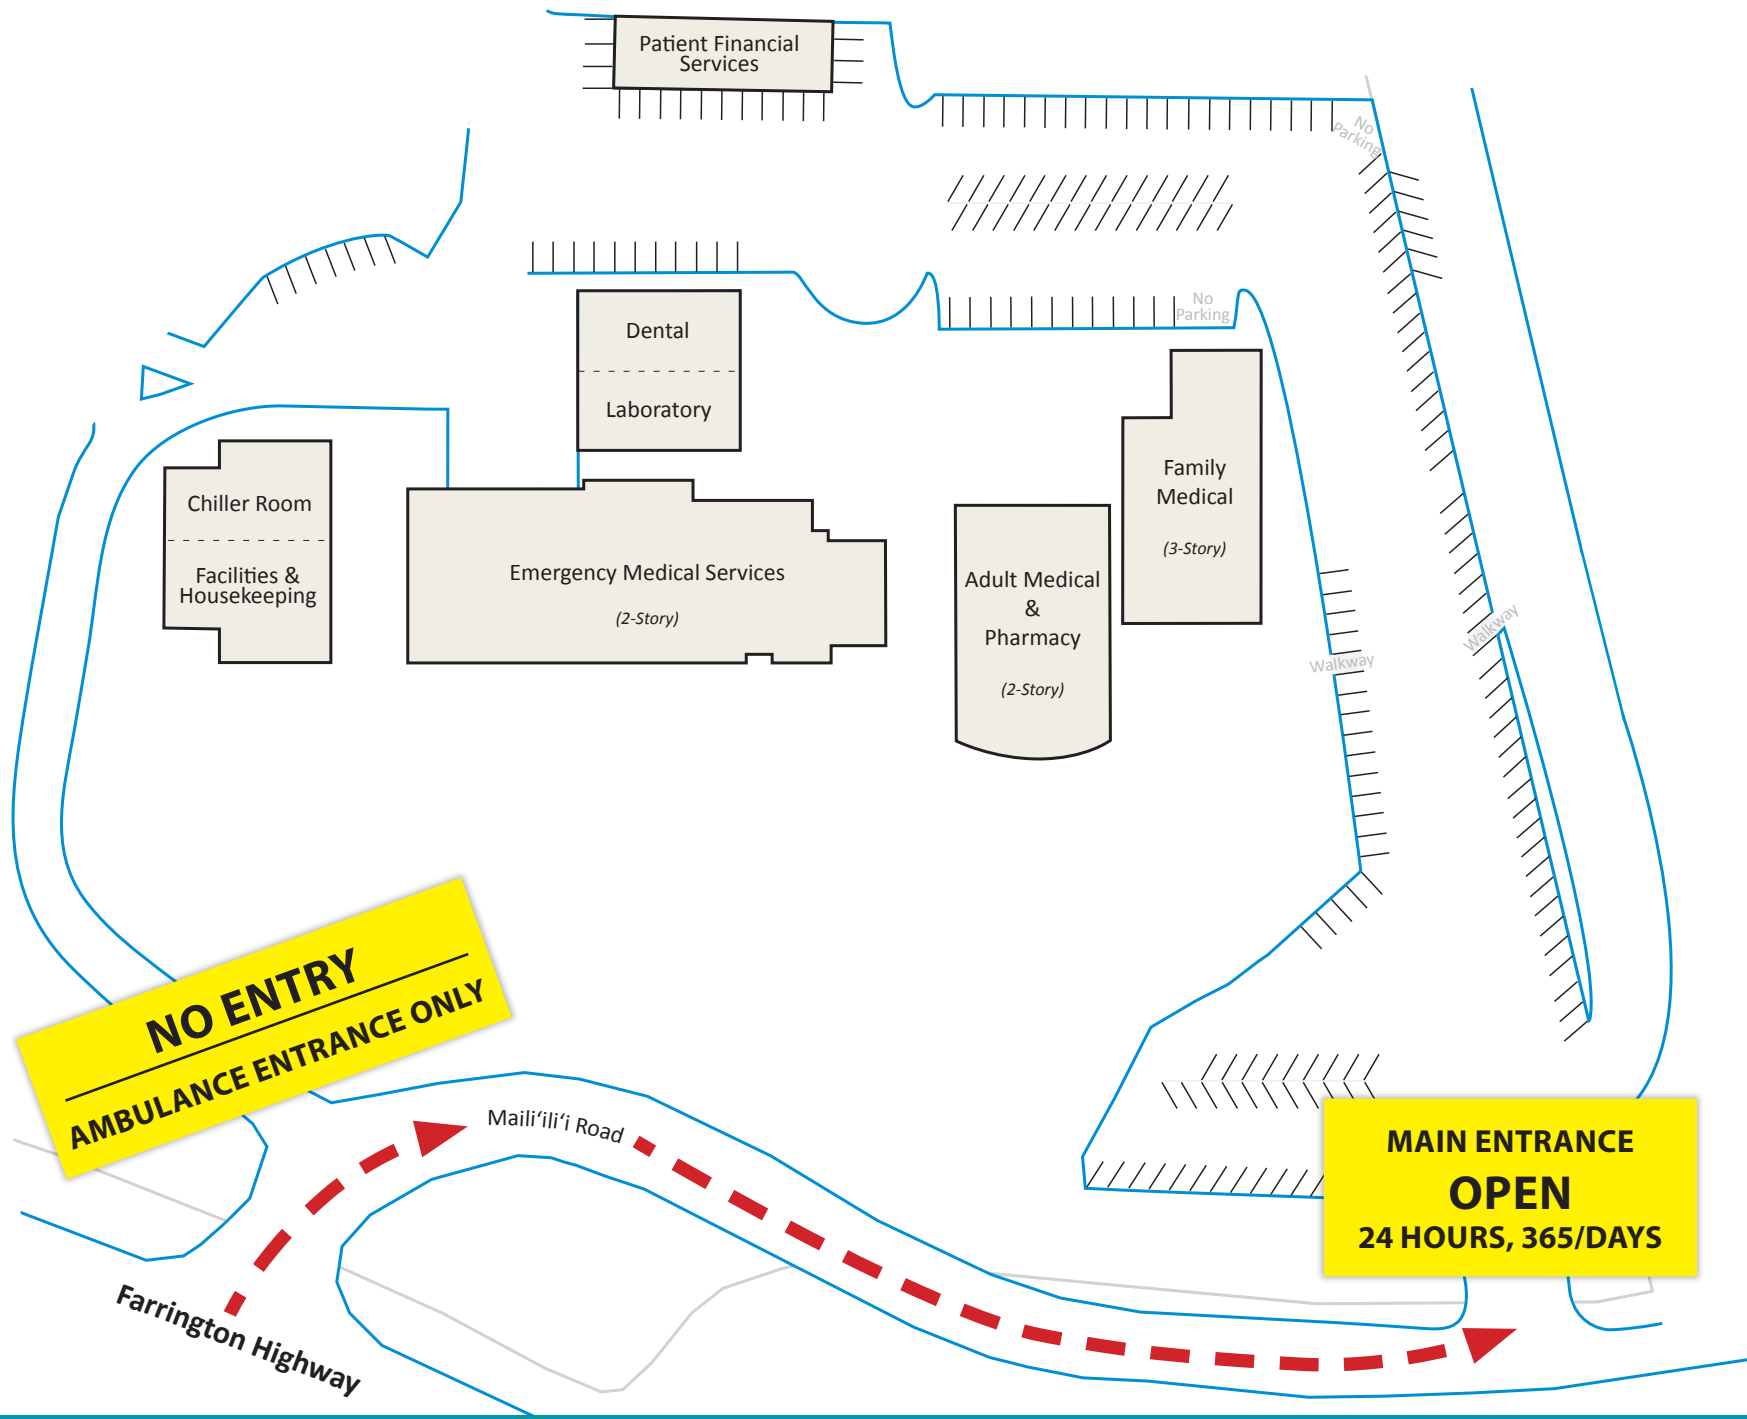 Patient Financial
Services
No
Parking
No
Parking
Dental
Laboratory
Chiller Room
Facilities &
Housekeeping
Emergency Medical Services
(2-Story)
Adult Medical
&
Pharmacy
(2-Story)
Family
Medical
(3-Story)
Walkway
Walkway
NO ENTRY
AMBULANCE ENTRANCE ONLY
Maili‘ili‘i Road
Farrington Highway
MAIN ENTRANCE
OPEN
24 HOURS, 365/DAYS